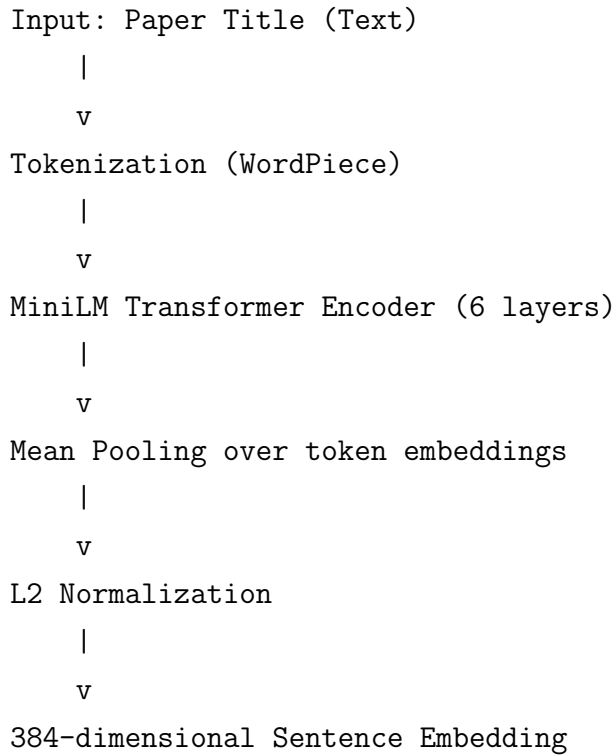 Input: Paper Title (Text)
|
v
Tokenization (WordPiece)
|
v
MiniLM Transformer Encoder (6 layers)
|
v
Mean Pooling over token embeddings
|
v
L2 Normalization
|
v
384-dimensional Sentence Embedding